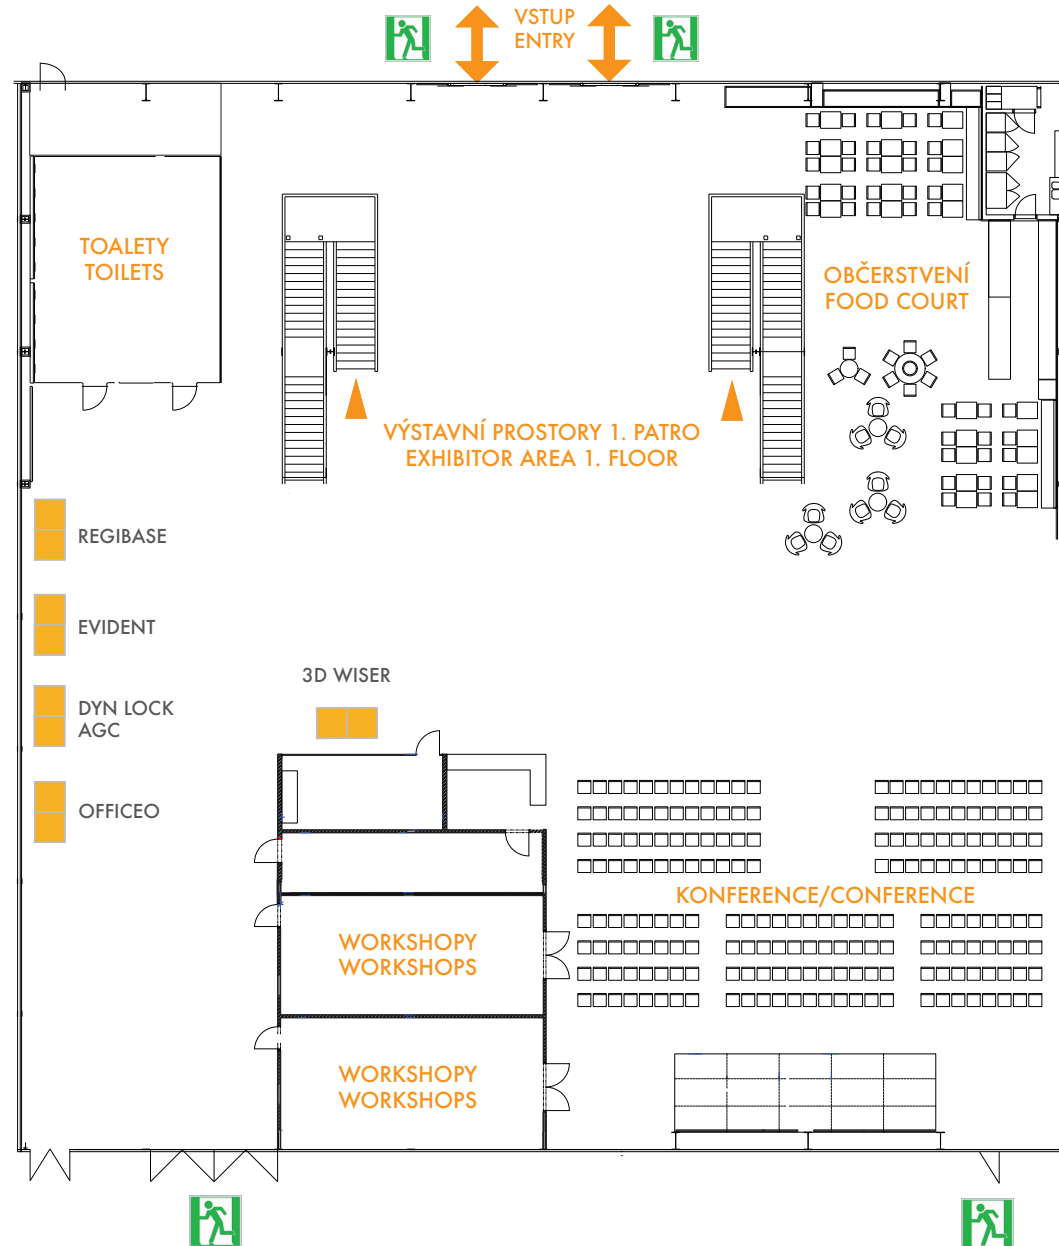 VSTUP
ENTRY
TOALETY
TOILETS
OBČERSTVENÍ
FOOD COURT
VÝSTAVNÍ PROSTORY 1. PATRO
EXHIBITOR AREA 1. FLOOR
REGIBASE
EVIDENT
3D WISER
DYN LOCK
AGC
OFFICEO
KONFERENCE/CONFERENCE
WORKSHOPY
WORKSHOPS
WORKSHOPY
WORKSHOPS